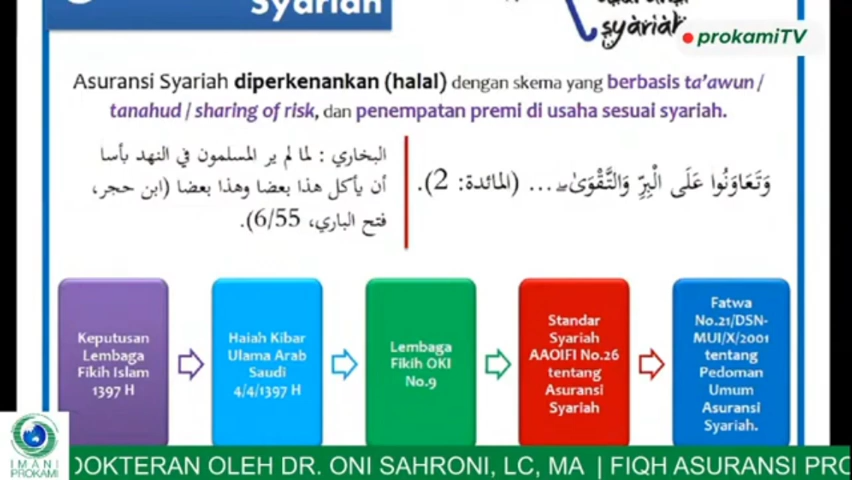 Syariah
syariah
prokamiTV
Asuransi Syariah diperkenankan (halal) dengan skema yang berbasis ta'awun /
tanahud / sharing of risk, dan penempatan premi di usaha sesuai syariah.
وَتَعَاوَنُوا عَلَى الْبِرِّ وَالتَّقْوَىٰ ۖ ... (المائدة: 2).
البخاري : لما لم ير المسلمون في النهد بأسا
أن يأكل هذا بعضا وهذا بعضا (ابن حجر،
فتح الباري، 6/55).
Keputusan
Lembaga
Fikih Islam
1397 H
Haiah Kibar
Ulama Arab
Saudi
4/4/1397 H
Lembaga
Fikih OKI
No.9
Standar
Syariah
AAOIFI No.26
tentang
Asuransi
Syariah
Fatwa
No.21/DSN-
MUI/X/2001
tentang
Pedoman
Umum
Asuransi
Syariah.
IMANI
PROKAMI
DOKTERAN OLEH DR. ONI SAHRONI, LC, MA | FIQH ASURANSI PRO